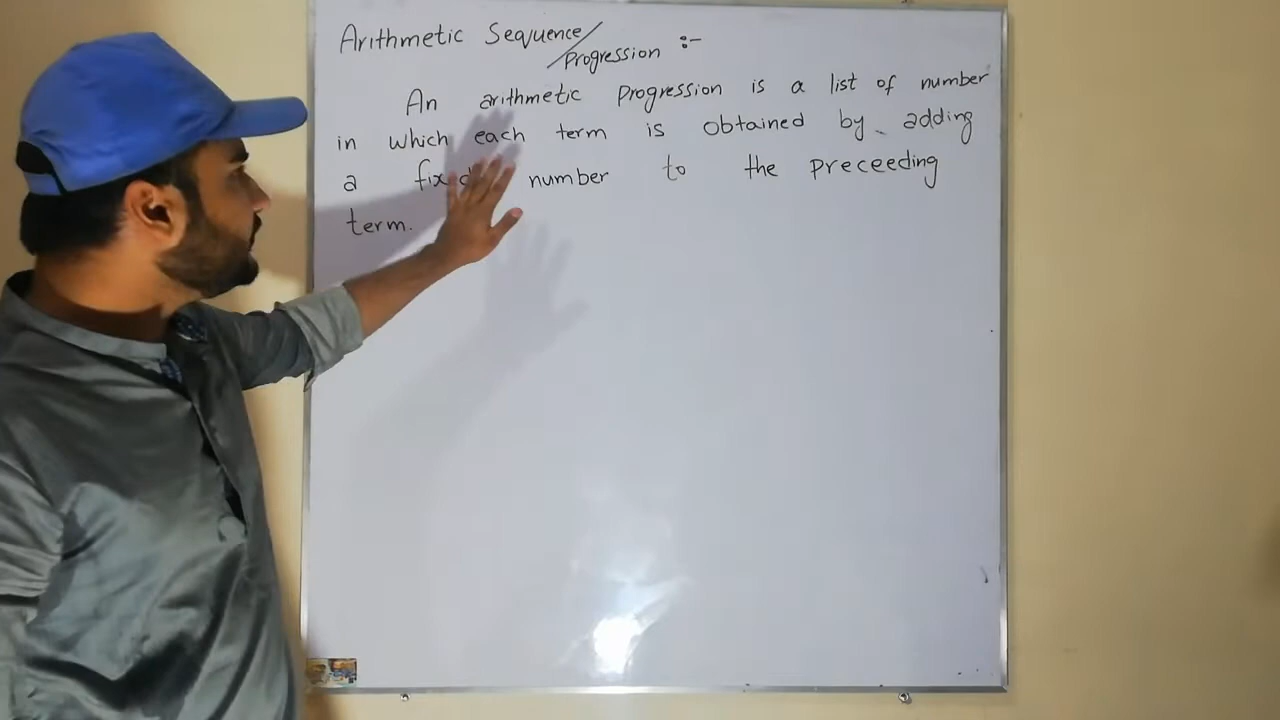 Arithmetic Sequence/Progression :-
An arithmetic Progression is a list of number
in which each term is obtained by adding
a fixed number to the preceeding
term.